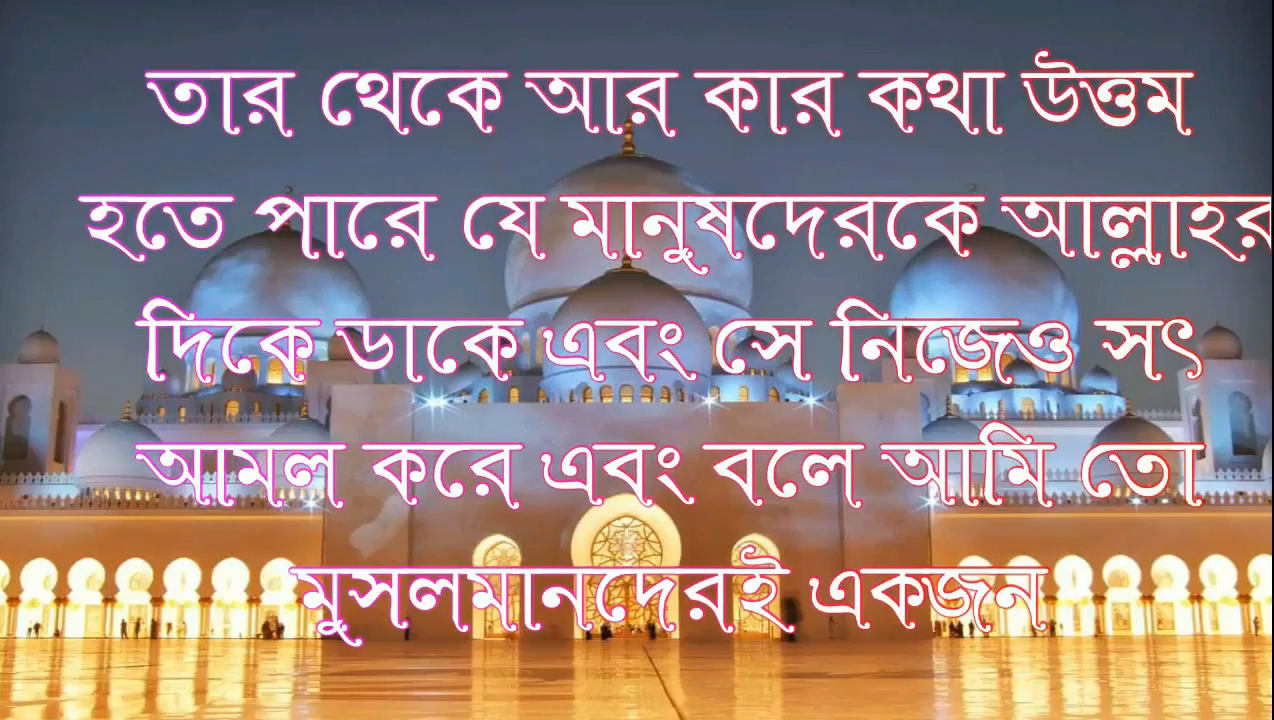 তার থেকে আর কার কথা উত্তম
হতে পারে যে মানুষদেরকে আল্লাহর
দিকে ডাকে এবং সে নিজেও সৎ
আমল করে এবং বলে আমি তো
মুসলমানদেরই একজন